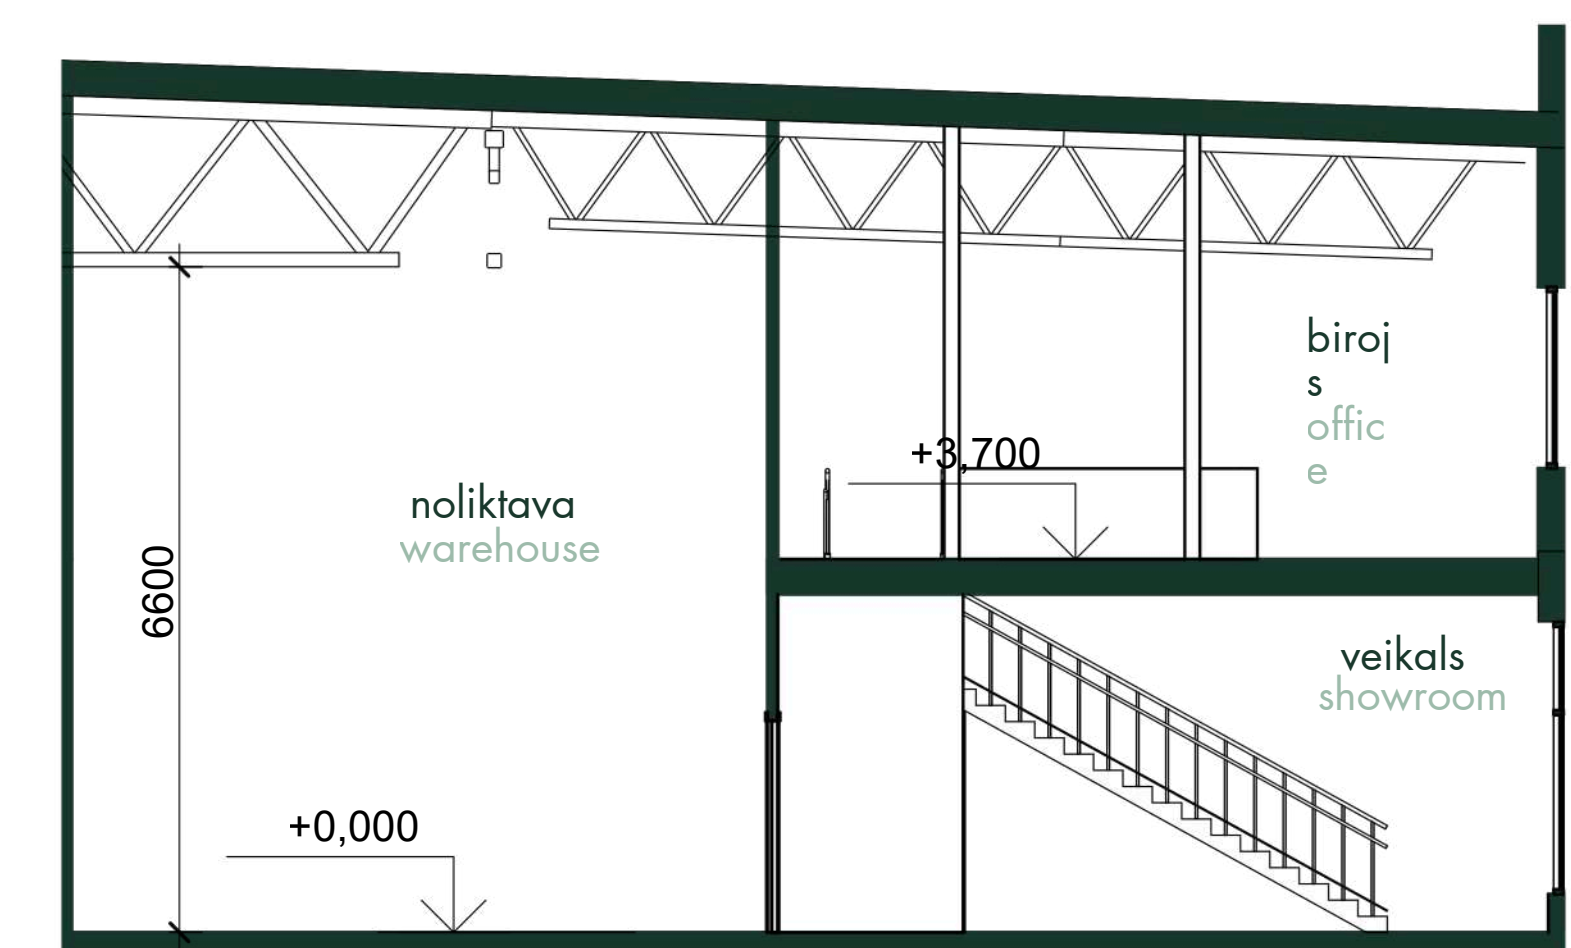 biroj
s
offic
e
+3,700
noliktava
warehouse
6600
veikals
showroom
+0,000